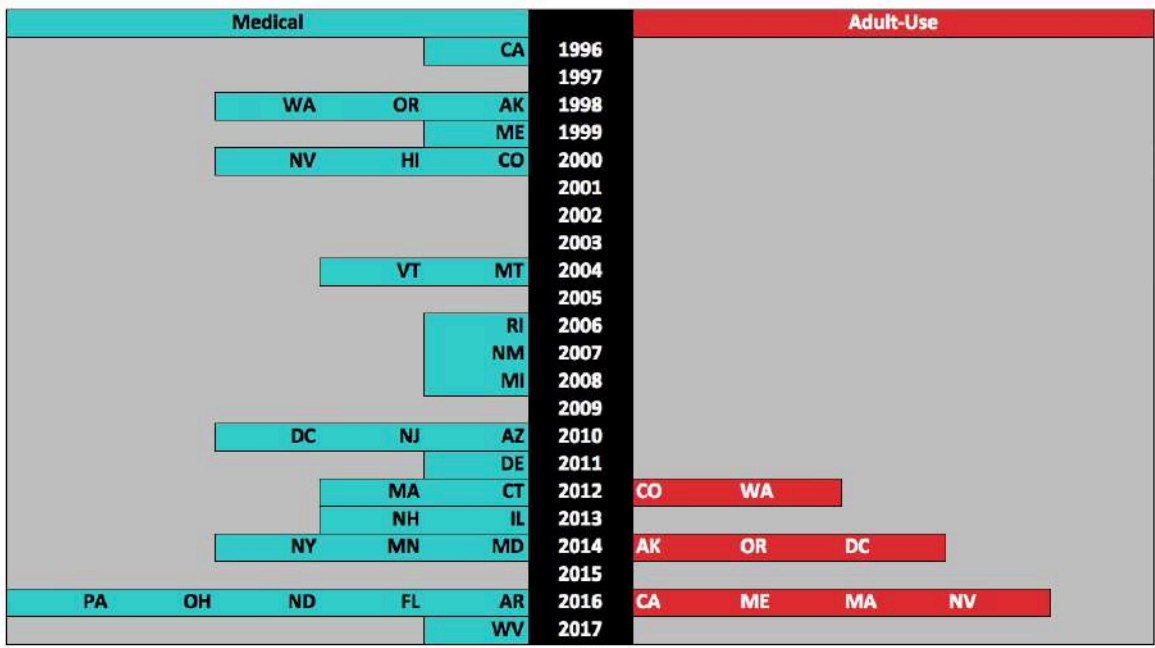 Medical Adult-Use
CA 1996
1997
WA OR AK 1998
ME 1999
NV HI CO 2000
2001
2002
2003
VT MT 2004
2005
RI 2006
NM 2007
MI 2008
2009
DC NJ AZ 2010
DE 2011
MA CT 2012 CO WA
NH IL 2013
NY MN MD 2014 AK OR DC
2015
PA OH ND FL AR 2016 CA ME MA NV
WV 2017